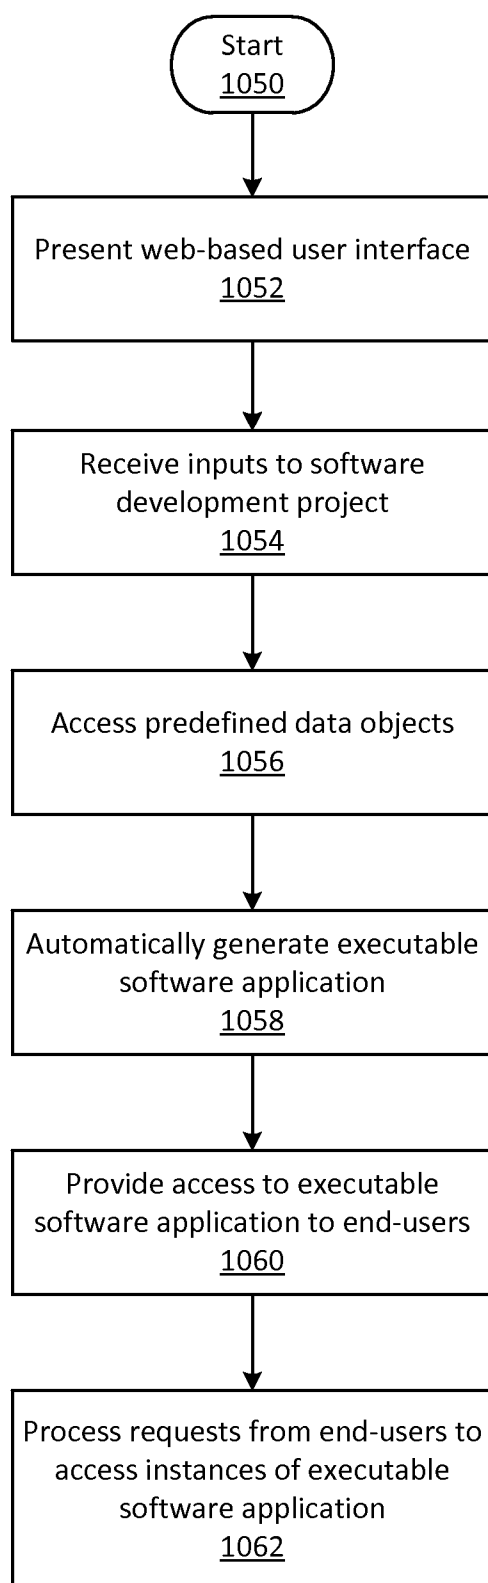 Start
1050
Present web-based user interface
1052
Receive inputs to software
development project
1054
Access predefined data objects
1056
Automatically generate executable
software application
1058
Provide access to executable
software application to end-users
1060
Process requests from end-users to
access instances of executable
software application
1062